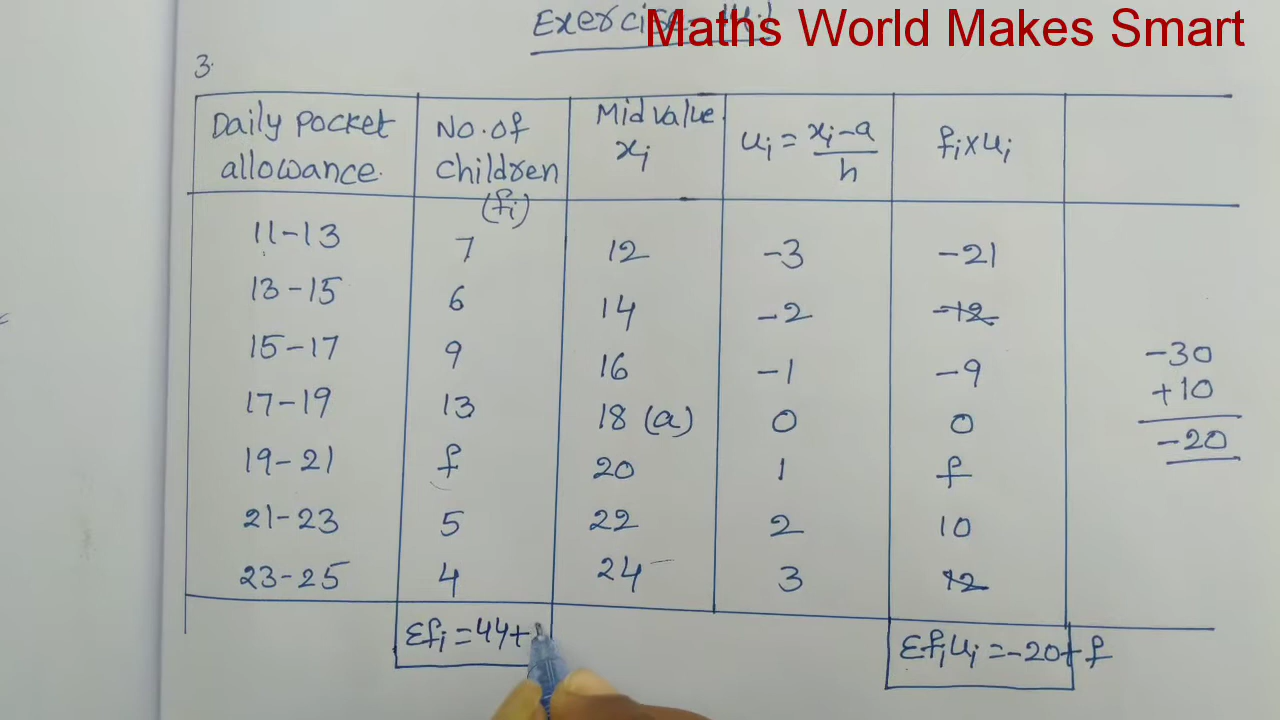 Exercise
Maths World Makes Smart
3.
Daily Pocket allowance.
No. of children (fi)
Mid value xi
ui = xi-a/h
fi×ui
11-13 7 12 -3 -21
13-15 6 14 -2 -12
15-17 9 16 -1 -9
17-19 13 18 (a) 0 0
19-21 f 20 1 f
21-23 5 22 2 10
23-25 4 24 3 12
-30
+10
-20
Σfi = 44+
Σfiui = -20+f